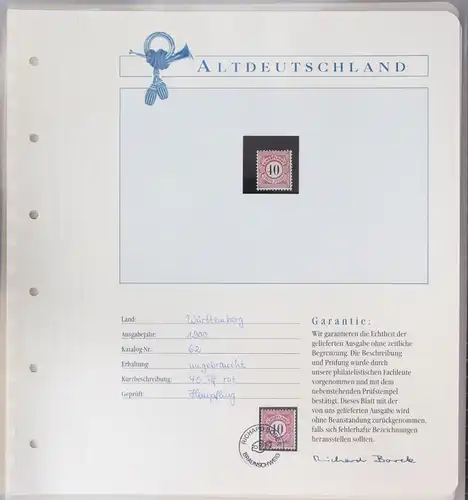 ALTDEUTSCHLAND
10
Land: Württemberg
Ausgabejahr: 1900
Katalog-Nr. 62
Erhaltung: ungebraucht
Kurzbeschreibung: 40 Pf rot
Geprüft:
Garantie:
Wir garantieren die Echtheit der
gelieferten Ausgabe ohne zeitliche
Begrenzung. Die Beschreibung
und Prüfung wurde durch
unsere philatelistischen Fachleute
vorgenommen und mit dem
nebenstehenden Prüfstempel
bestätigt. Dieses Blatt mit der
von uns gelieferten Ausgabe wird
ohne Beanstandung zurückgenommen,
falls sich fehlerhafte Bezeichnungen
herausstellen sollten.
RICHARD
BRAUNSCHWEIG
Richard Borek